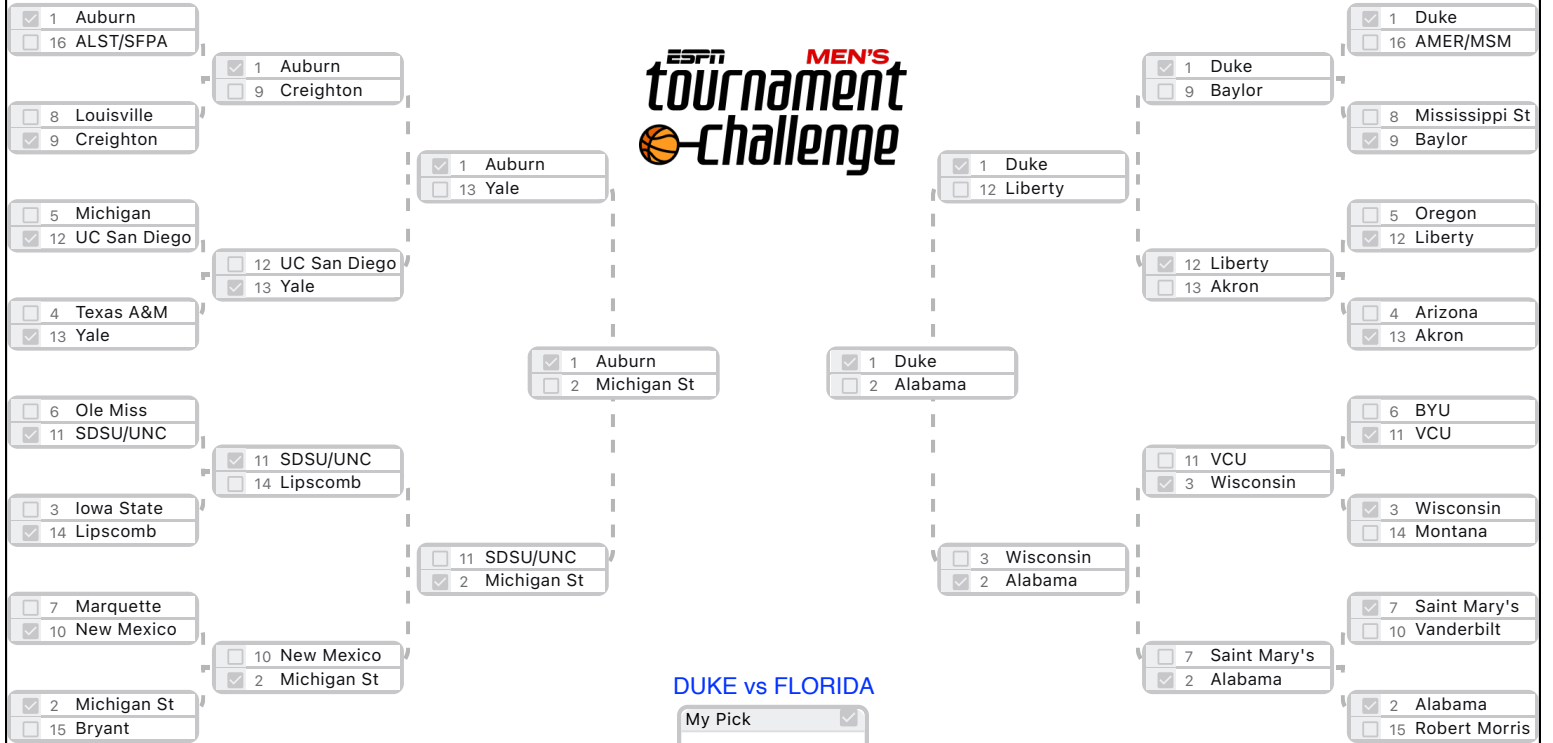 1 Auburn
16 ALST/SFPA
8 Louisville
9 Creighton
5 Michigan
12 UC San Diego
4 Texas A&M
13 Yale
6 Ole Miss
11 SDSU/UNC
3 Iowa State
14 Lipscomb
7 Marquette
10 New Mexico
2 Michigan St
15 Bryant
1 Auburn
9 Creighton
12 UC San Diego
13 Yale
11 SDSU/UNC
14 Lipscomb
10 New Mexico
2 Michigan St
1 Auburn
13 Yale
11 SDSU/UNC
2 Michigan St
1 Auburn
2 Michigan St
ESPN MEN'S
tournament
challenge
DUKE vs FLORIDA
My Pick
1 Duke
2 Alabama
1 Duke
12 Liberty
3 Wisconsin
2 Alabama
1 Duke
9 Baylor
12 Liberty
13 Akron
11 VCU
3 Wisconsin
7 Saint Mary's
2 Alabama
1 Duke
16 AMER/MSM
8 Mississippi St
9 Baylor
5 Oregon
12 Liberty
4 Arizona
13 Akron
6 BYU
11 VCU
3 Wisconsin
14 Montana
7 Saint Mary's
10 Vanderbilt
2 Alabama
15 Robert Morris